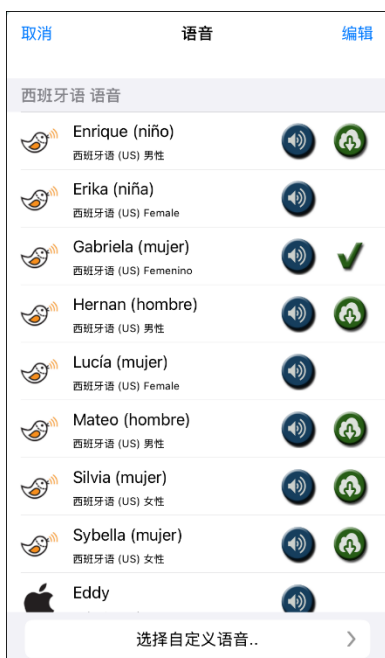 取消 语音 编辑
西班牙语 语音
Enrique (niño)
西班牙语 (US) 男性
Erika (niña)
西班牙语 (US) Female
Gabriela (mujer)
西班牙语 (US) Femenino
Hernan (hombre)
西班牙语 (US) 男性
Lucía (mujer)
西班牙语 (US) Female
Mateo (hombre)
西班牙语 (US) 男性
Silvia (mujer)
西班牙语 (US) 女性
Sybella (mujer)
西班牙语 (US) 女性
Eddy
选择自定义语音..